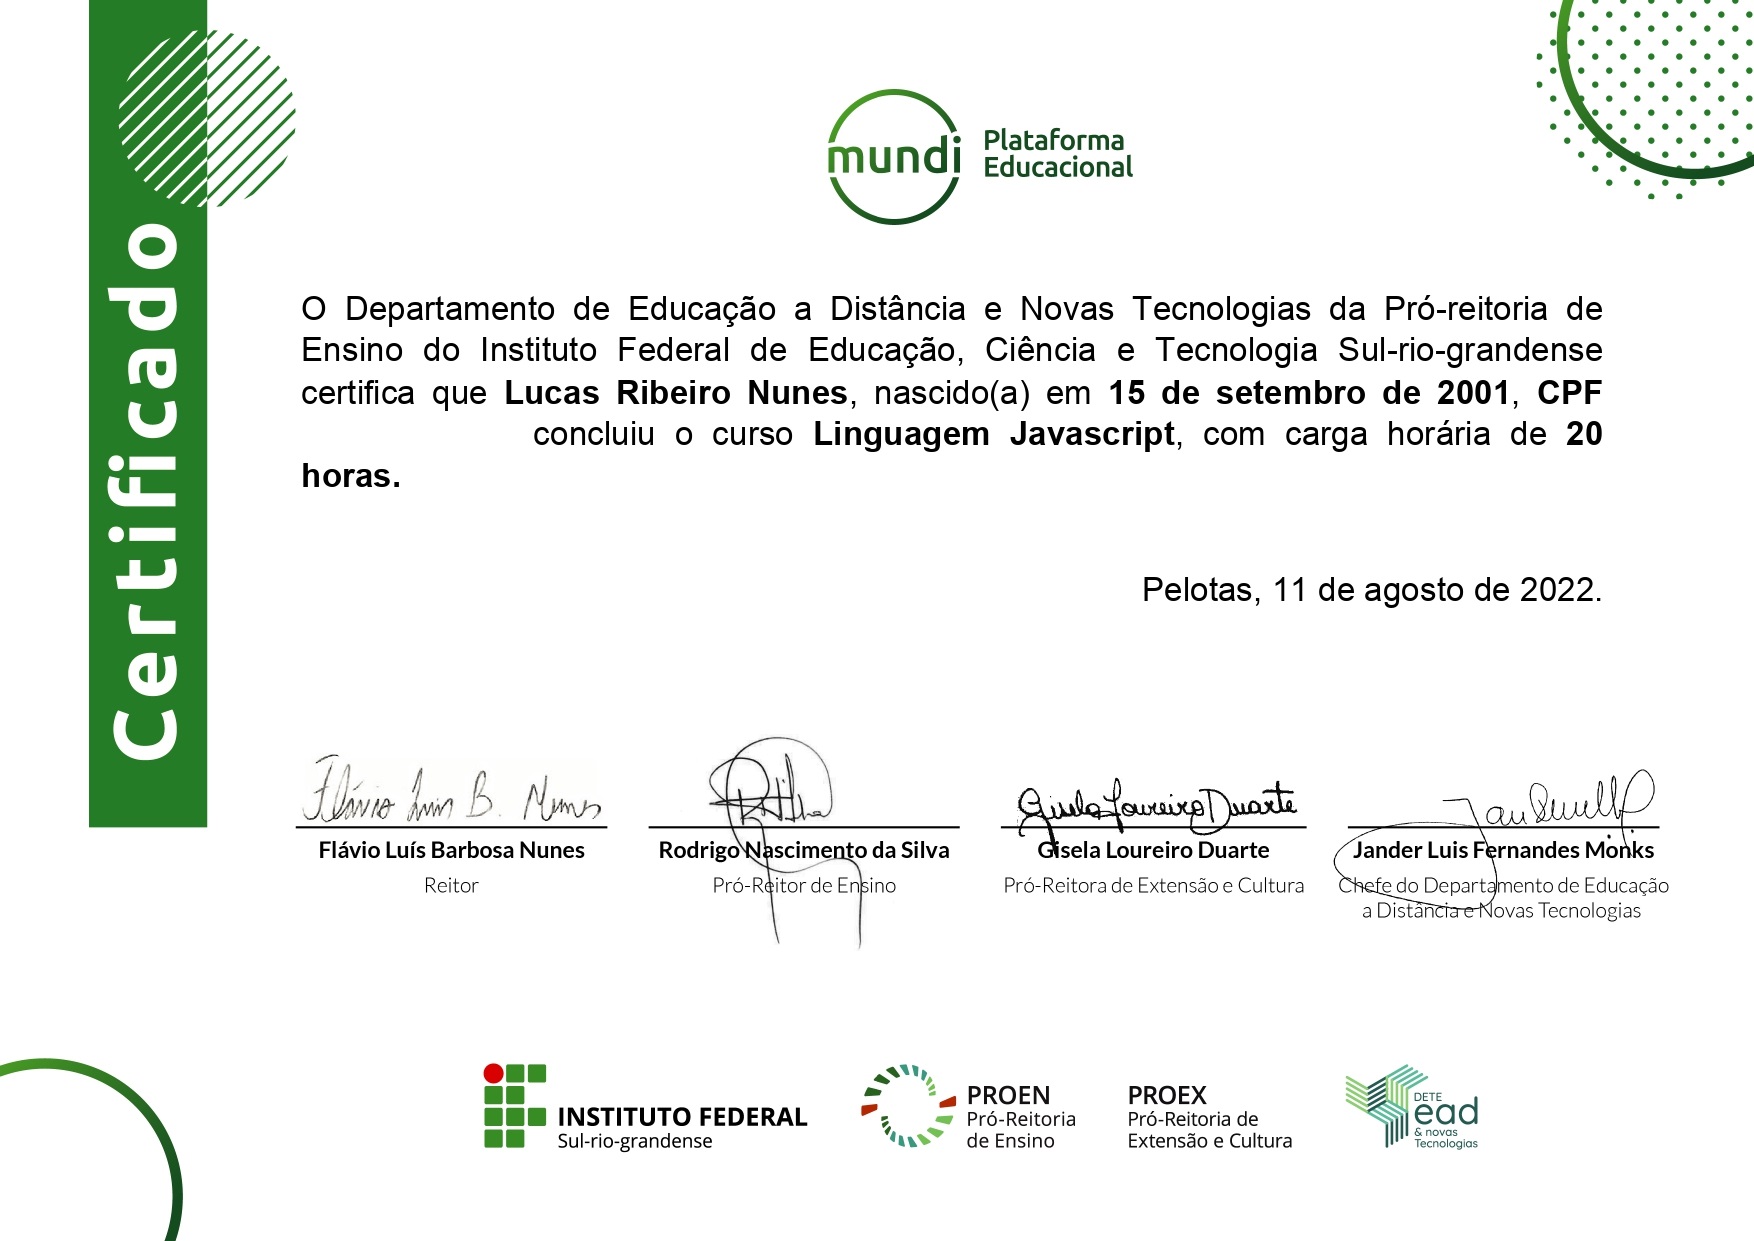 Certificado
mundi
Plataforma
Educacional
O Departamento de Educação a Distância e Novas Tecnologias da Pró-reitoria de
Ensino do Instituto Federal de Educação, Ciência e Tecnologia Sul-rio-grandense
certifica que Lucas Ribeiro Nunes, nascido(a) em 15 de setembro de 2001, CPF
concluiu o curso Linguagem Javascript, com carga horária de 20
horas.
Pelotas, 11 de agosto de 2022.
Flávio Luis B. Nunes
Gisela Loureiro Duarte
Flávio Luís Barbosa Nunes
Reitor
Rodrigo Nascimento da Silva
Pró-Reitor de Ensino
Gisela Loureiro Duarte
Pró-Reitora de Extensão e Cultura
Jander Luis Fernandes Monks
Chefe do Departamento de Educação
a Distância e Novas Tecnologias
INSTITUTO FEDERAL
Sul-rio-grandense
PROEN
Pró-Reitoria
de Ensino
PROEX
Pró-Reitoria de
Extensão e Cultura
DETE
ead
& novas
Tecnologias